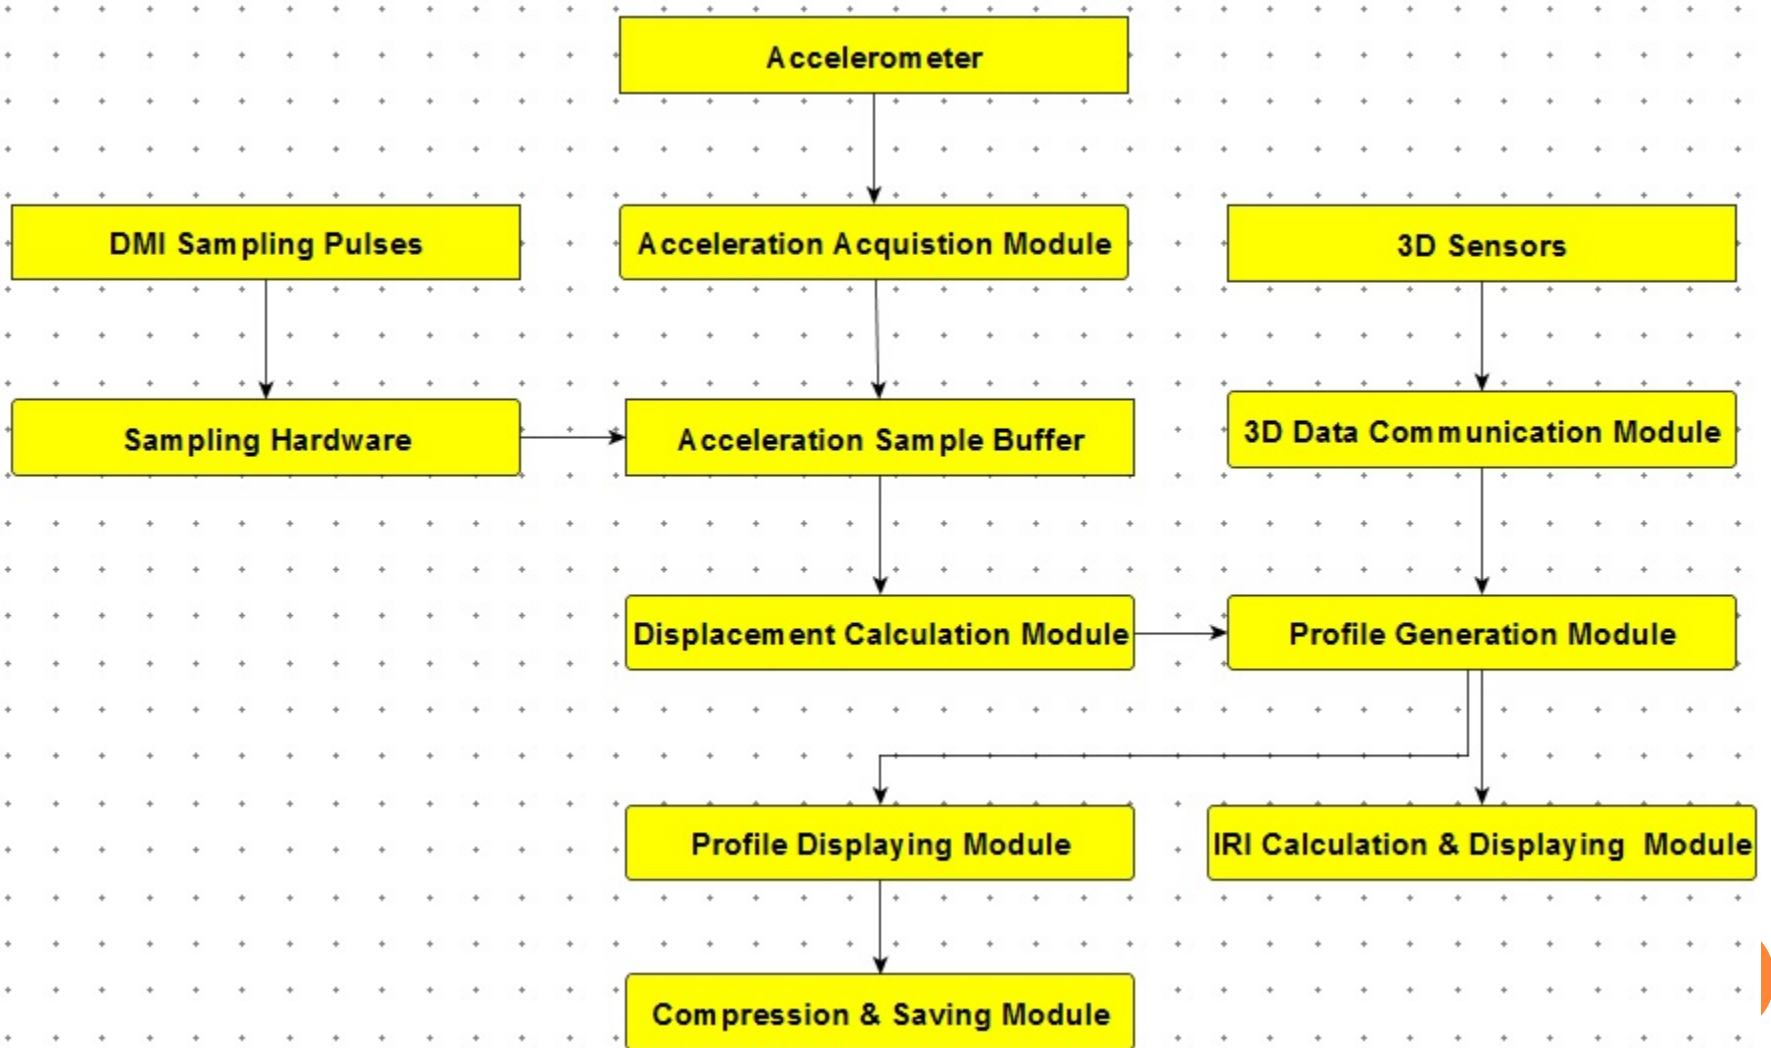 Accelerometer
DMI Sampling Pulses
Acceleration Acquistion Module
3D Sensors
Sampling Hardware
Acceleration Sample Buffer
3D Data Communication Module
Displacement Calculation Module
Profile Generation Module
Profile Displaying Module
IRI Calculation & Displaying Module
Compression & Saving Module